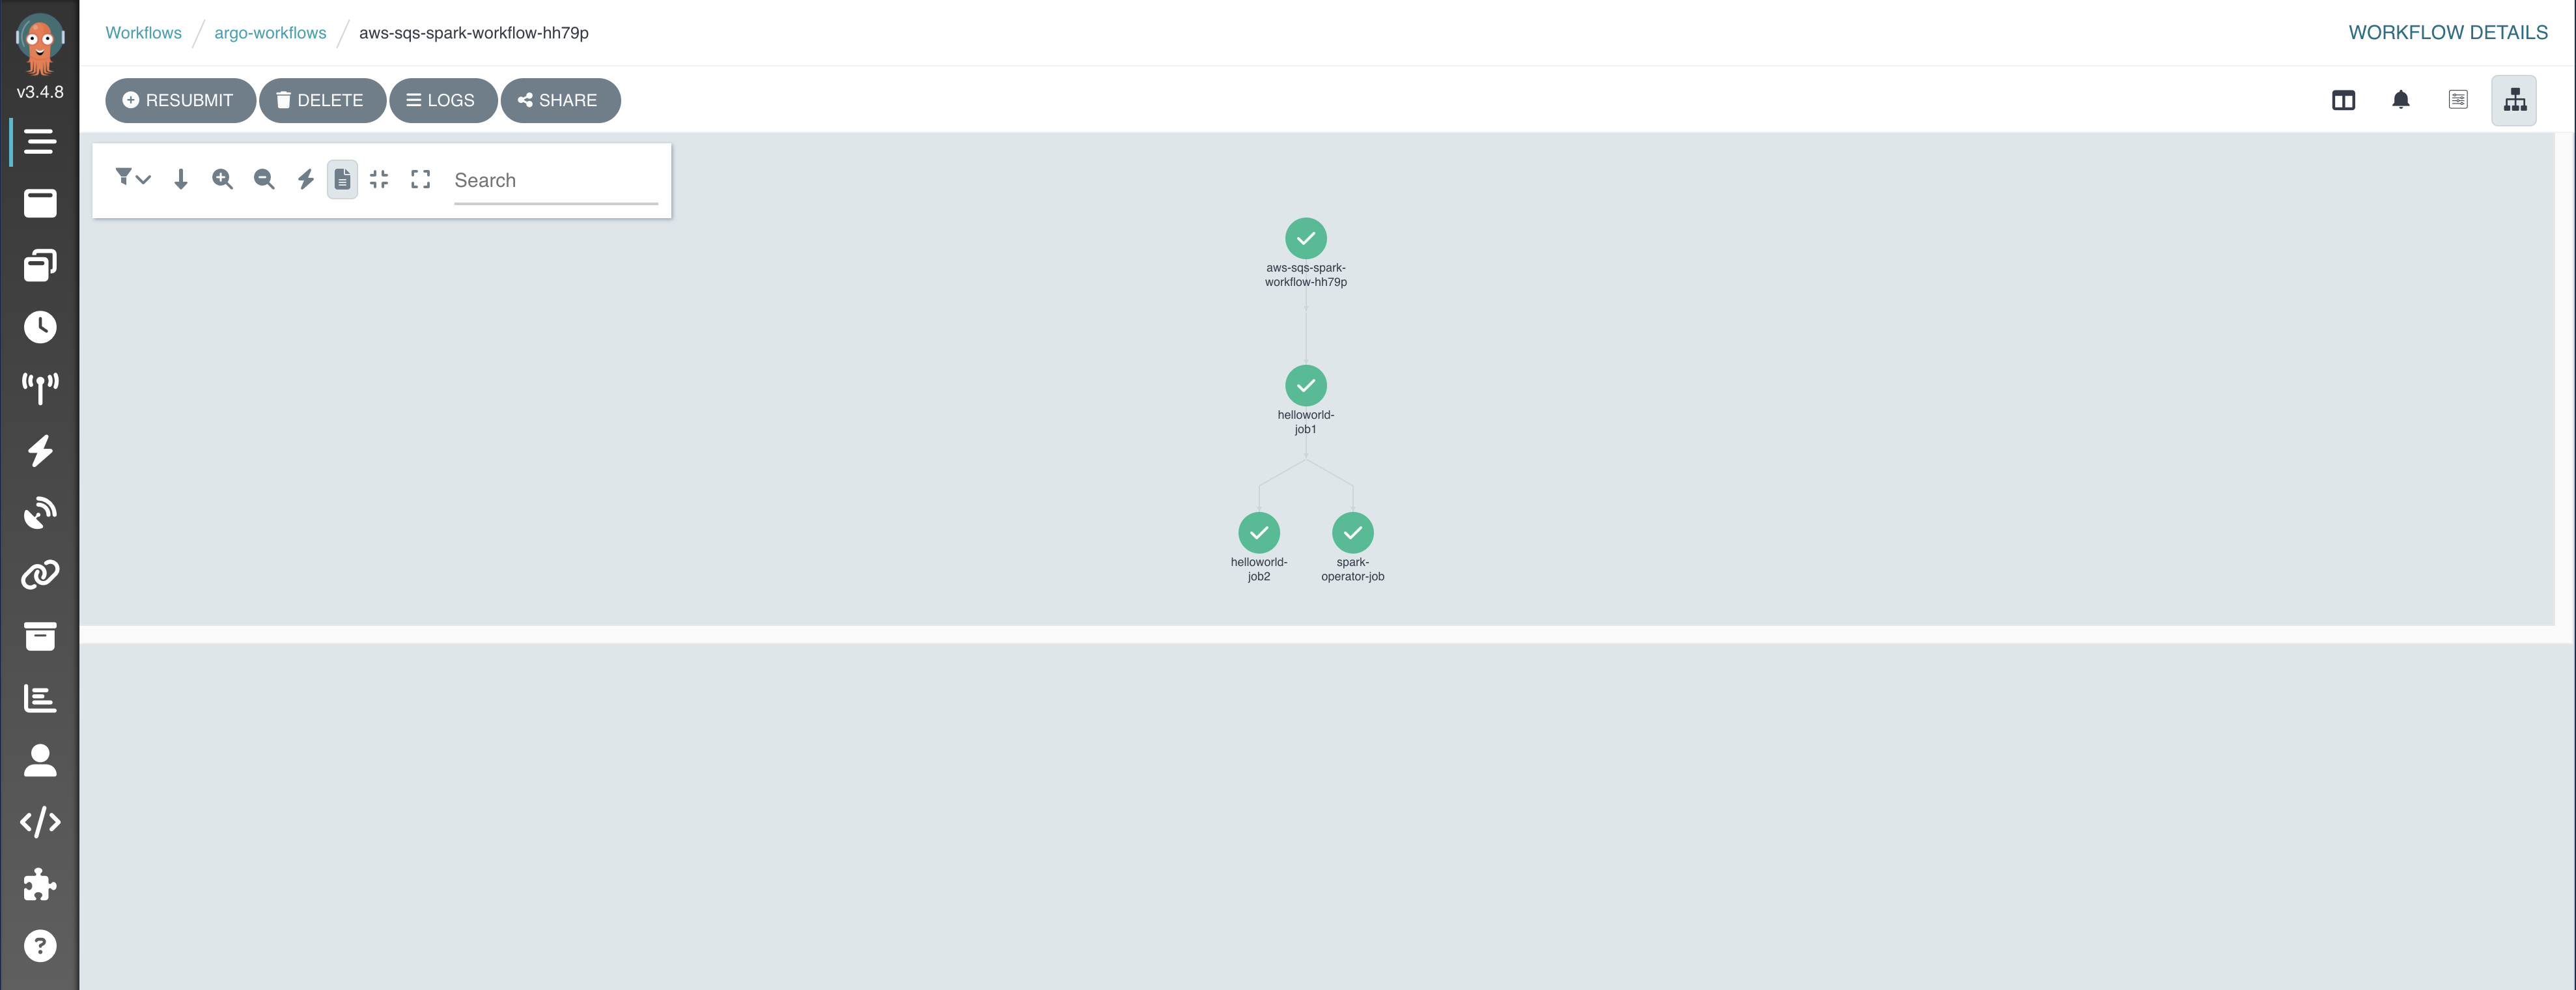 Workflows / argo-workflows / aws-sqs-spark-workflow-hh79p
WORKFLOW DETAILS
v3.4.8
RESUBMIT
DELETE
LOGS
SHARE
Search
aws-sqs-spark-
workflow-hh79p
helloworld-
job1
helloworld-
job2
spark-
operator-job